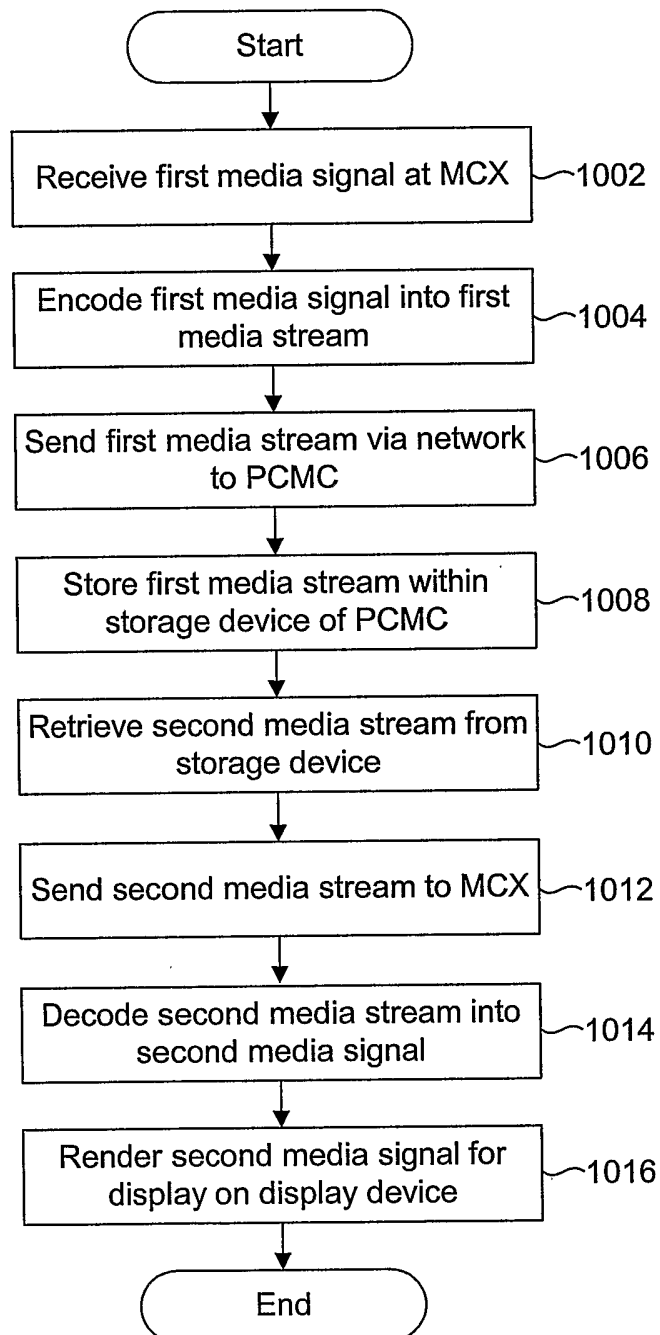 Start
Receive first media signal at MCX
1002
Encode first media signal into first
media stream
1004
Send first media stream via network
to PCMC
1006
Store first media stream within
storage device of PCMC
1008
Retrieve second media stream from
storage device
1010
Send second media stream to MCX
1012
Decode second media stream into
second media signal
1014
Render second media signal for
display on display device
1016
End